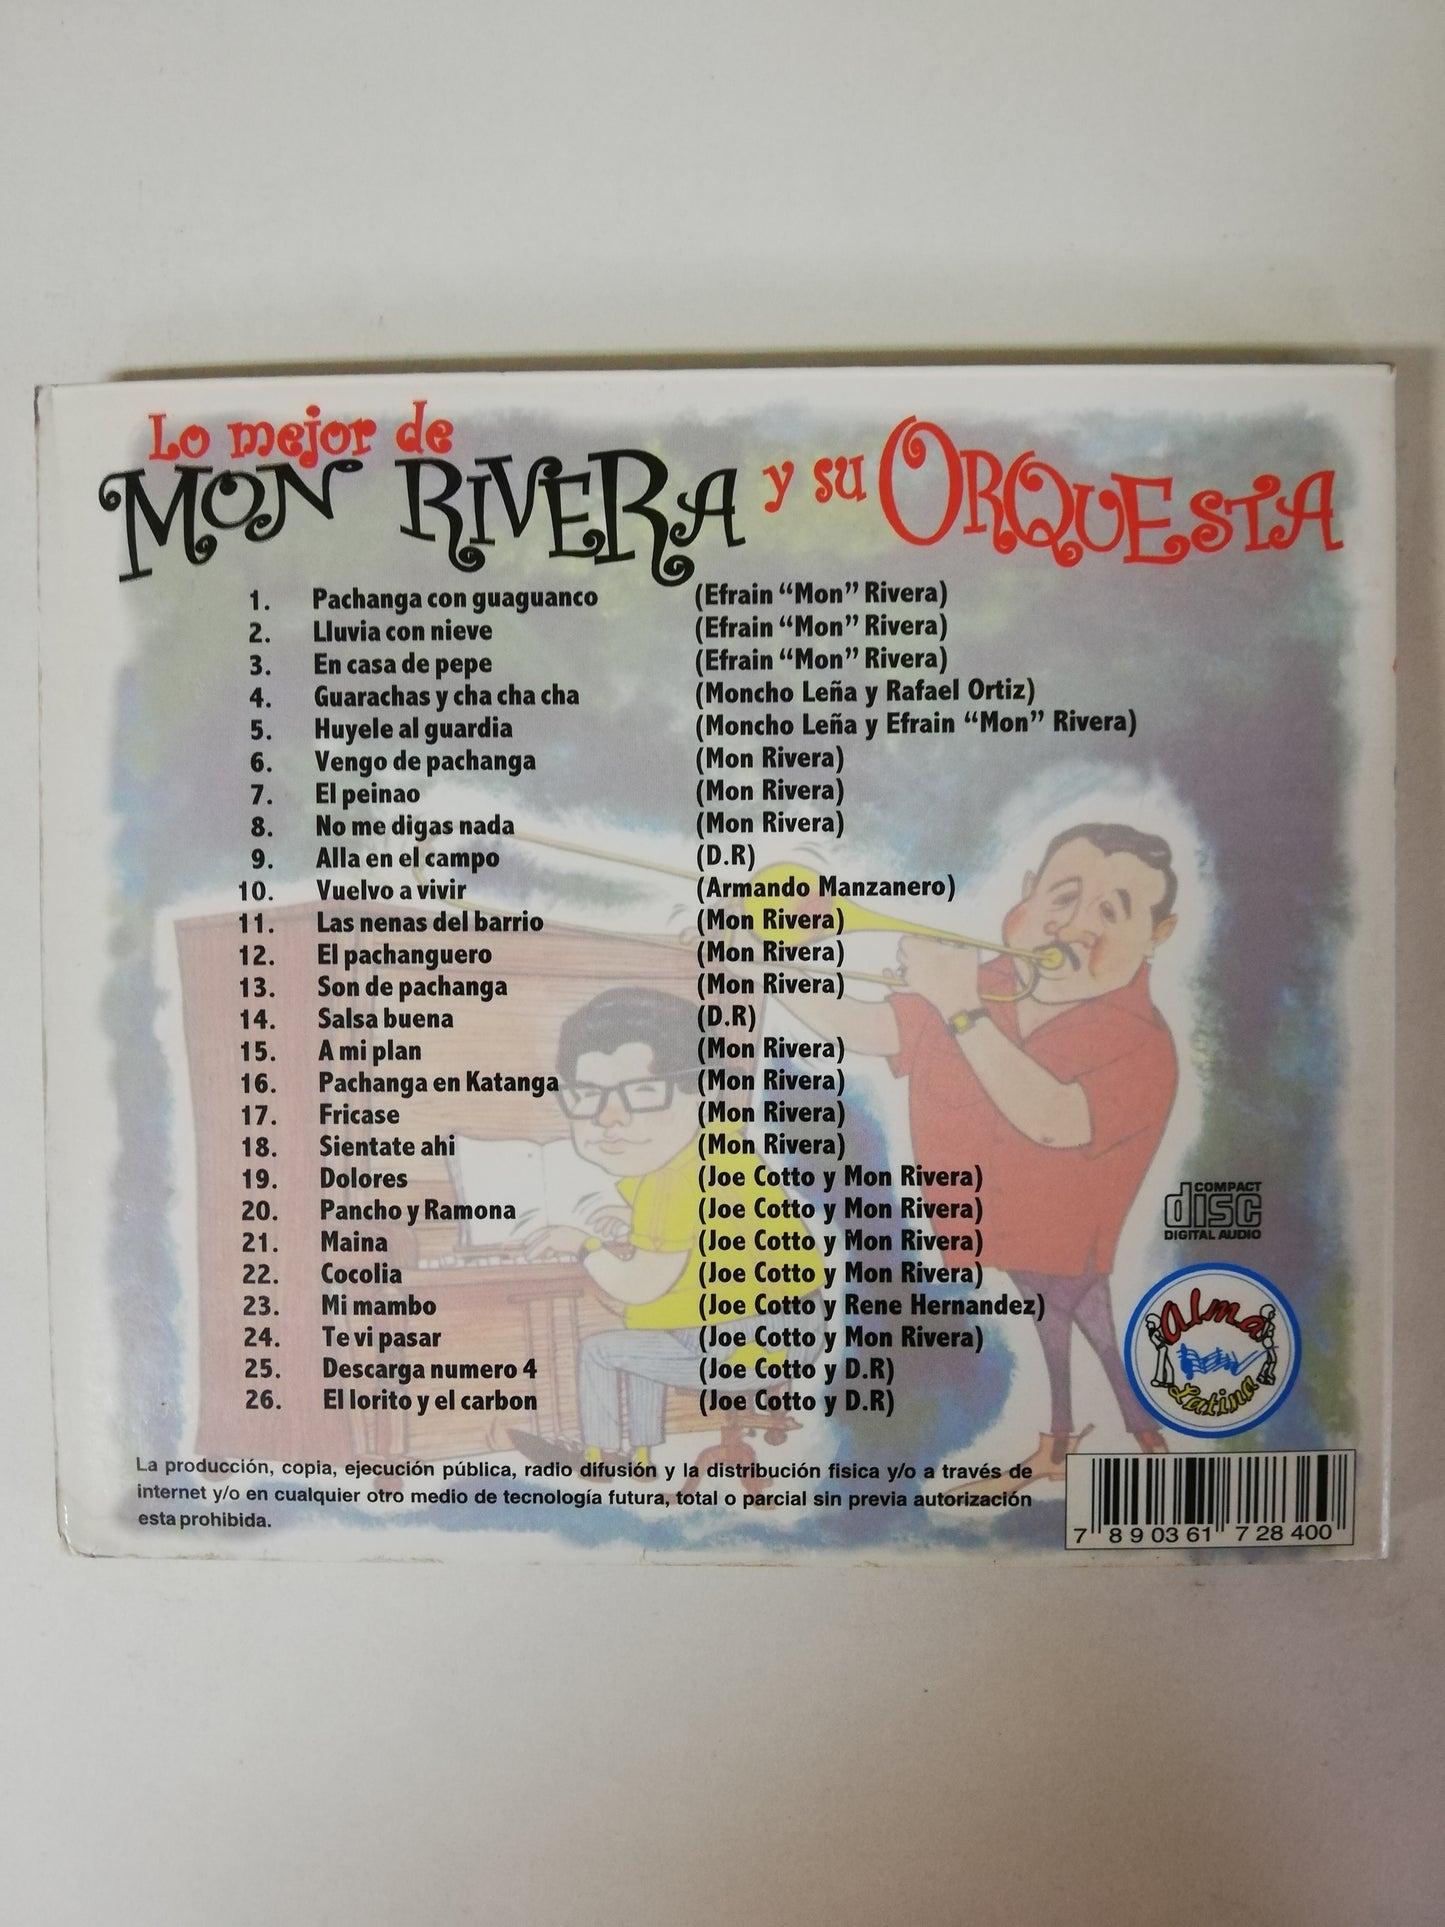 Lo mejor de
MON RIVERA y su ORQUESTA
1. Pachanga con guaguanco (Efrain “Mon” Rivera)
2. Lluvia con nieve (Efrain “Mon” Rivera)
3. En casa de pepe (Efrain “Mon” Rivera)
4. Guarachas y cha cha cha (Moncho Leña y Rafael Ortiz)
5. Huyele al guardia (Moncho Leña y Efrain “Mon” Rivera)
6. Vengo de pachanga (Mon Rivera)
7. El peinao (Mon Rivera)
8. No me digas nada (Mon Rivera)
9. Alla en el campo (D.R)
10. Vuelvo a vivir (Armando Manzanero)
11. Las nenas del barrio (Mon Rivera)
12. El pachanguero (Mon Rivera)
13. Son de pachanga (Mon Rivera)
14. Salsa buena (D.R)
15. A mi plan (Mon Rivera)
16. Pachanga en Katanga (Mon Rivera)
17. Fricase (Mon Rivera)
18. Sientate ahi (Mon Rivera)
19. Dolores (Joe Cotto y Mon Rivera)
20. Pancho y Ramona (Joe Cotto y Mon Rivera)
21. Maina (Joe Cotto y Mon Rivera)
22. Cocolia (Joe Cotto y Mon Rivera)
23. Mi mambo (Joe Cotto y Rene Hernandez)
24. Te vi pasar (Joe Cotto y Mon Rivera)
25. Descarga numero 4 (Joe Cotto y D.R)
26. El lorito y el carbon (Joe Cotto y D.R)
COMPACT
disc
DIGITAL AUDIO
alma
Latina
La producción, copia, ejecución pública, radio difusión y la distribución fisica y/o a través de
internet y/o en cualquier otro medio de tecnología futura, total o parcial sin previa autorización
esta prohibida.
7 890361 728400